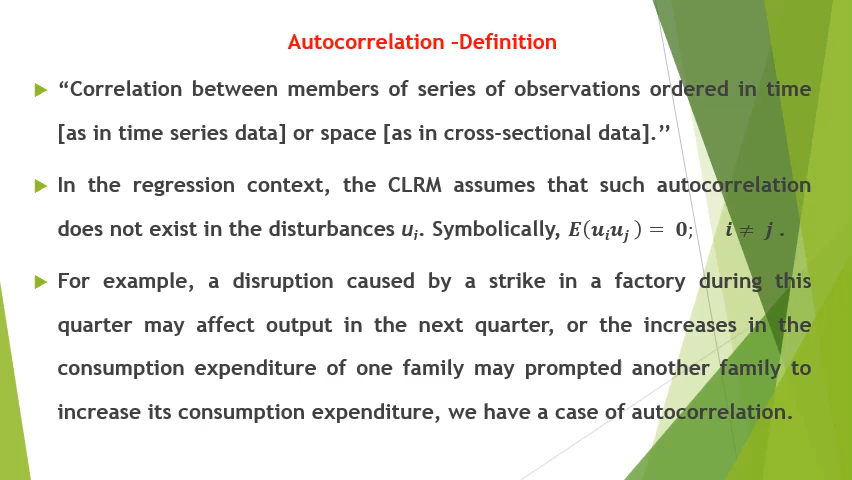 Autocorrelation –Definition
“Correlation between members of series of observations ordered in time
[as in time series data] or space [as in cross-sectional data].’’
In the regression context, the CLRM assumes that such autocorrelation
does not exist in the disturbances uᵢ. Symbolically, E(uᵢuⱼ) = 0; i ≠ j .
For example, a disruption caused by a strike in a factory during this
quarter may affect output in the next quarter, or the increases in the
consumption expenditure of one family may prompted another family to
increase its consumption expenditure, we have a case of autocorrelation.